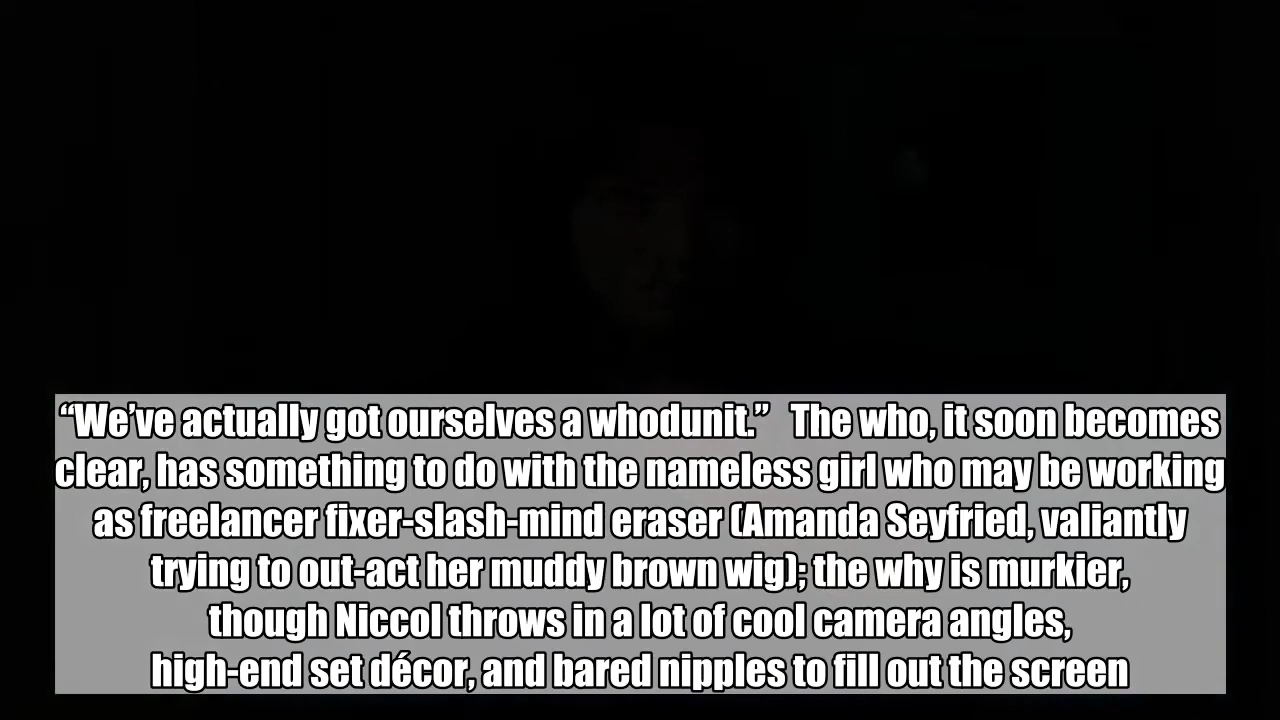 “We’ve actually got ourselves a whodunit.”   The who, it soon becomes
clear, has something to do with the nameless girl who may be working
as freelancer fixer-slash-mind eraser (Amanda Seyfried, valiantly
trying to out-act her muddy brown wig); the why is murkier,
though Niccol throws in a lot of cool camera angles,
high-end set décor, and bared nipples to fill out the screen